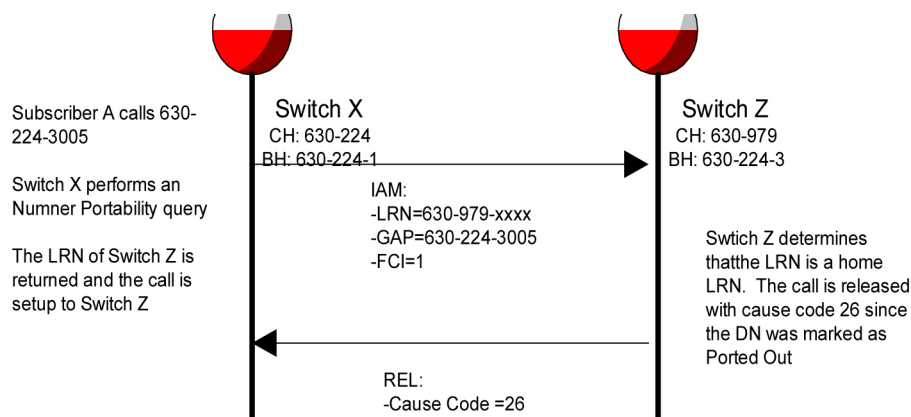 Subscriber A calls 630-
224-3005
Switch X performs an
Numner Portability query
The LRN of Switch Z is
returned and the call is
setup to Switch Z
Switch X
CH: 630-224
BH: 630-224-1
IAM:
-LRN=630-979-xxxx
-GAP=630-224-3005
-FCI=1
REL:
-Cause Code =26
Switch Z
CH: 630-979
BH: 630-224-3
Swtich Z determines
thatthe LRN is a home
LRN. The call is released
with cause code 26 since
the DN was marked as
Ported Out